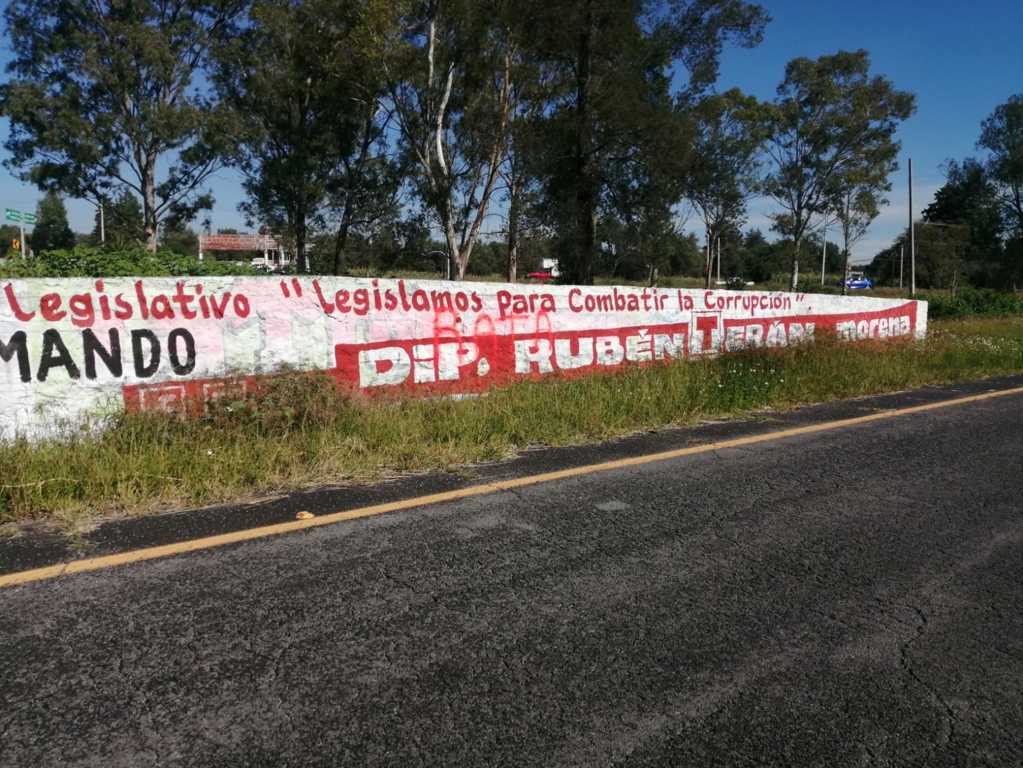 Legislativo "Legislamos para Combatir la Corrupción"
MANDO
DiP. RUBÉN TERÁN morena